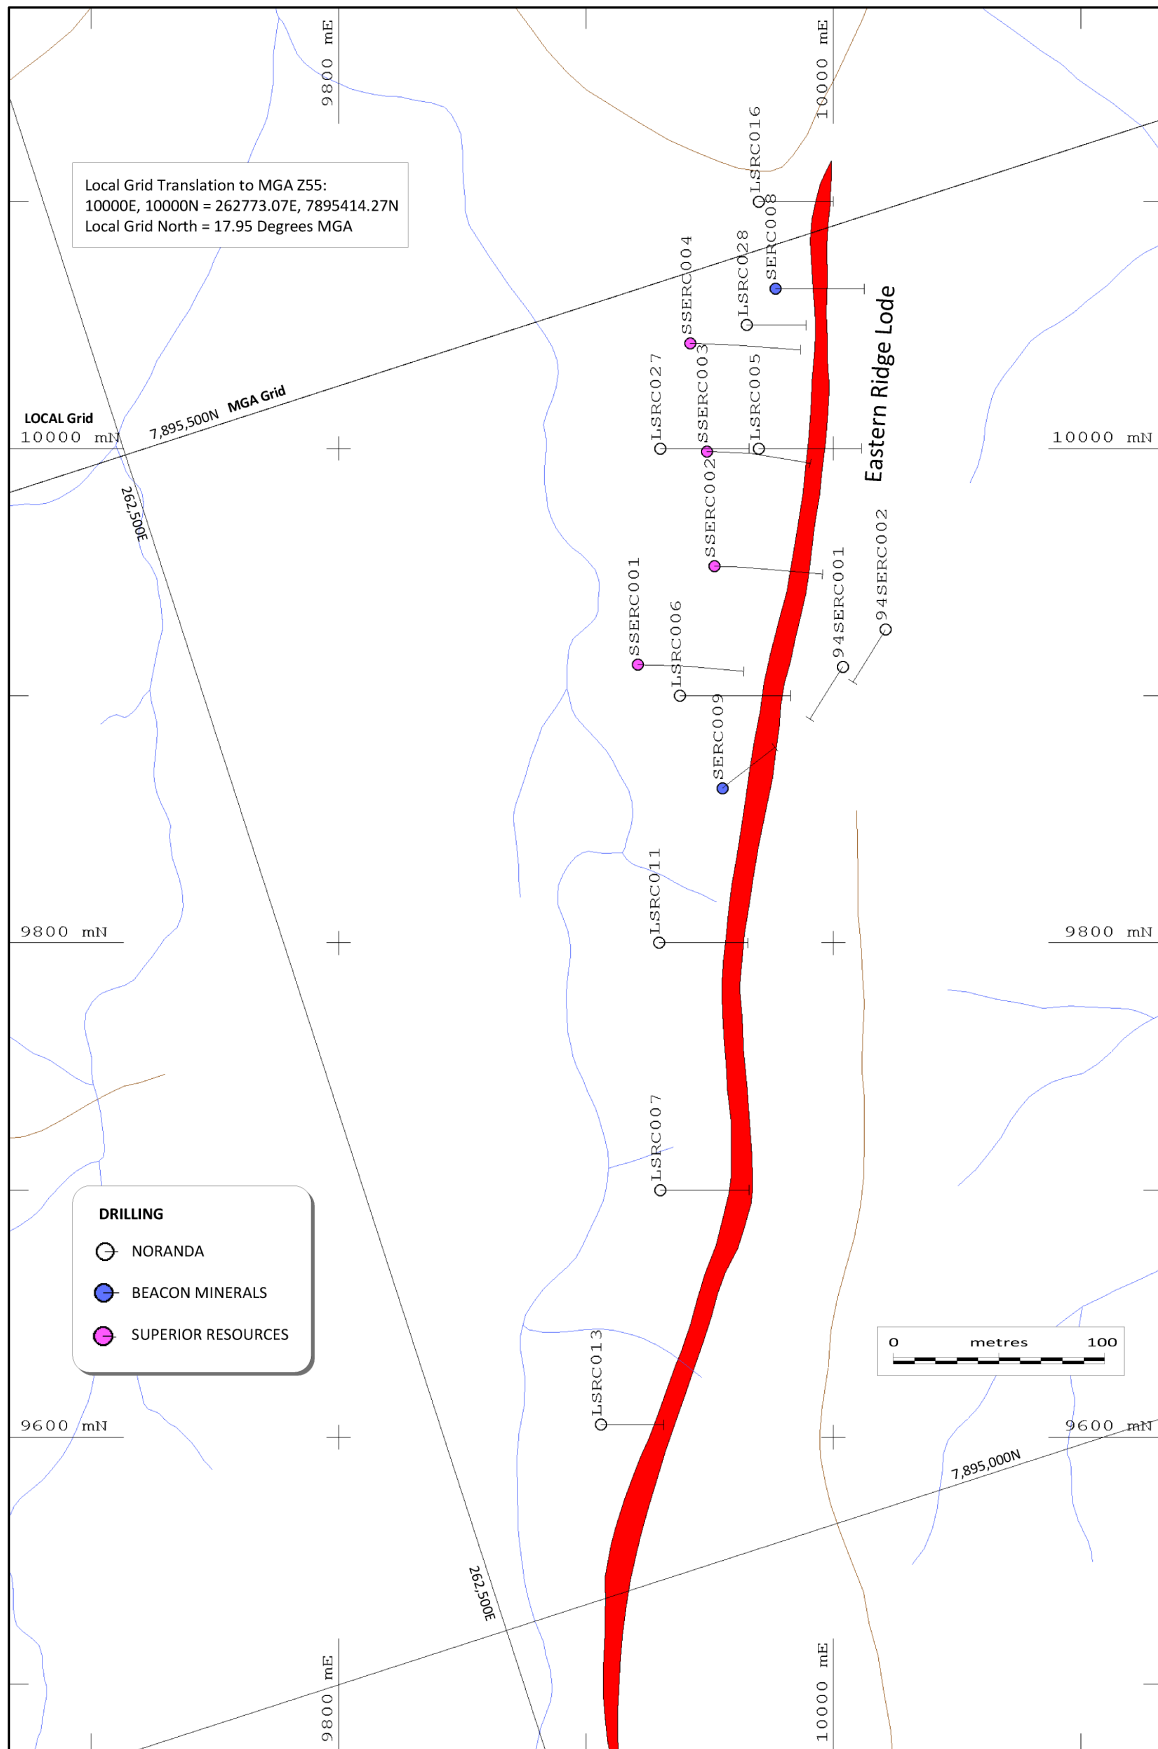 9800 mE
10000 mE
LSRC016
Local Grid Translation to MGA Z55:
10000E, 10000N = 262773.07E, 7895414.27N
Local Grid North = 17.95 Degrees MGA
SERC008
LSRC028
SSERC004
Eastern Ridge Lode
SSERC003
LSRC027
LSRC005
MGA Grid
7,895,500N
LOCAL Grid
10000 mN
10000 mN
262,500E
SSERC002
94SERC002
94SERC001
SSERC001
LSRC006
SERC009
LSRC011
9800 mN
9800 mN
LSRC007
DRILLING
NORANDA
BEACON MINERALS
SUPERIOR RESOURCES
LSRC013
0 metres 100
9600 mN
9600 mN
7,895,000N
262,500E
9800 mE
10000 mE